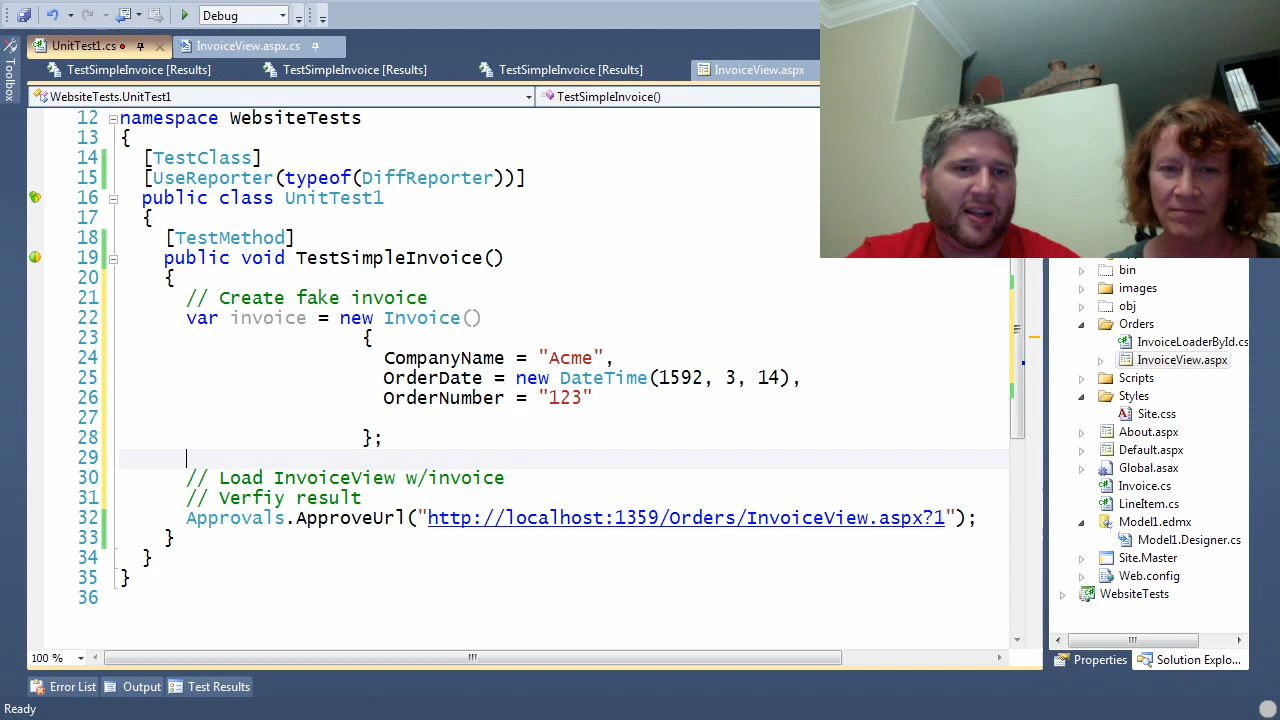 Debug
UnitTest1.cs
InvoiceView.aspx.cs
TestSimpleInvoice [Results]
TestSimpleInvoice [Results]
TestSimpleInvoice [Results]
InvoiceView.aspx
Toolbox
WebsiteTests.UnitTest1
TestSimpleInvoice()
12 namespace WebsiteTests
13 {
14 [TestClass]
15 [UseReporter(typeof(DiffReporter))]
16 public class UnitTest1
17 {
18 [TestMethod]
19 public void TestSimpleInvoice()
20 {
21 // Create fake invoice
22 var invoice = new Invoice()
23 {
24 CompanyName = "Acme",
25 OrderDate = new DateTime(1592, 3, 14),
26 OrderNumber = "123"
27
28 };
29
30 // Load InvoiceView w/invoice
31 // Verfiy result
32 Approvals.ApproveUrl("http://localhost:1359/Orders/InvoiceView.aspx?1");
33 }
34 }
35 }
36
bin
images
obj
Orders
InvoiceLoaderById.cs
InvoiceView.aspx
Scripts
Styles
Site.css
About.aspx
Default.aspx
Global.asax
Invoice.cs
LineItem.cs
Model1.edmx
Model1.Designer.cs
Site.Master
Web.config
WebsiteTests
100 %
Properties
Solution Explo...
Error List
Output
Test Results
Ready